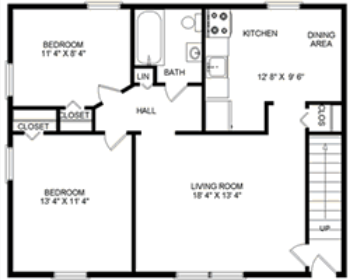 BEDROOM
11' 4" X 8' 4"
KITCHEN
DINING
AREA
LIN
BATH
12' 8" X 9' 6"
CLOSET
CLOSET
HALL
CLOS
BEDROOM
13' 4" X 11' 4"
LIVING ROOM
18' 4" X 13' 4"
UP